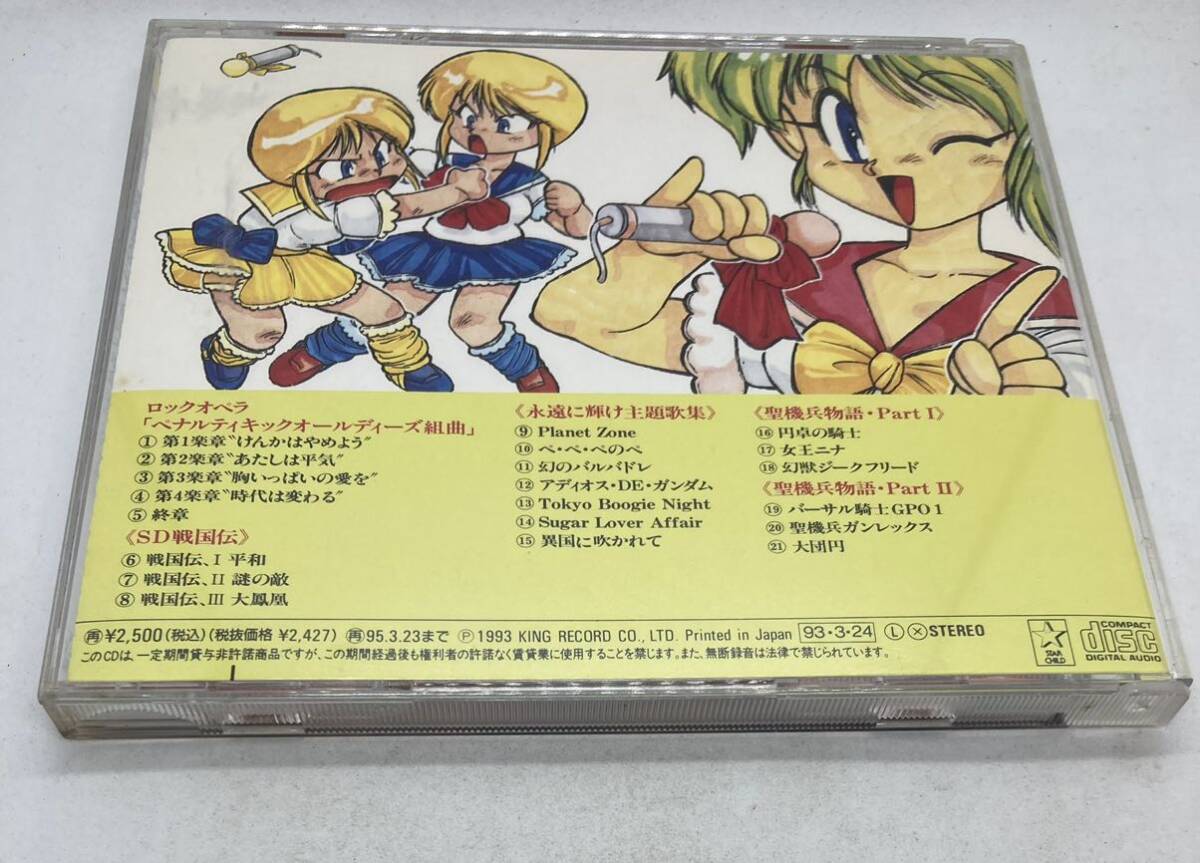 ロックオペラ
「ペナルティキックオールディーズ組曲」
① 第1楽章〝けんかはやめよう〟
② 第2楽章〝あたしは平気〟
③ 第3楽章〝胸いっぱいの愛を〟
④ 第4楽章〝時代は変わる〟
⑤ 終章
《SD戦国伝》
⑥ 戦国伝、I 平和
⑦ 戦国伝、II 謎の敵
⑧ 戦国伝、III 大鳳凰
《永遠に輝け主題歌集》
⑨ Planet Zone
⑩ ペ・ペ・ペのペ
⑪ 幻のバルバドレ
⑫ アディオス・DE・ガンダム
⑬ Tokyo Boogie Night
⑭ Sugar Lover Affair
⑮ 異国に吹かれて
《聖機兵物語・Part I》
⑯ 円卓の騎士
⑰ 女王ニナ
⑱ 幻獣ジークフリード
《聖機兵物語・Part II》
⑲ バーサル騎士GPO1
⑳ 聖機兵ガンレックス
㉑ 大団円
再¥2,500(税込)(税抜価格 ¥2,427) 再95.3.23まで Ⓟ1993 KING RECORD CO., LTD. Printed in Japan 93・3・24 Ⓛ ⓧ STEREO
このCDは、一定期間貸与非許諾商品ですが、この期間経過後も権利者の許諾なく賃貸業に使用することを禁じます。また、無断録音は法律で禁じられています。
STAR CHILD
COMPACT disc DIGITAL AUDIO